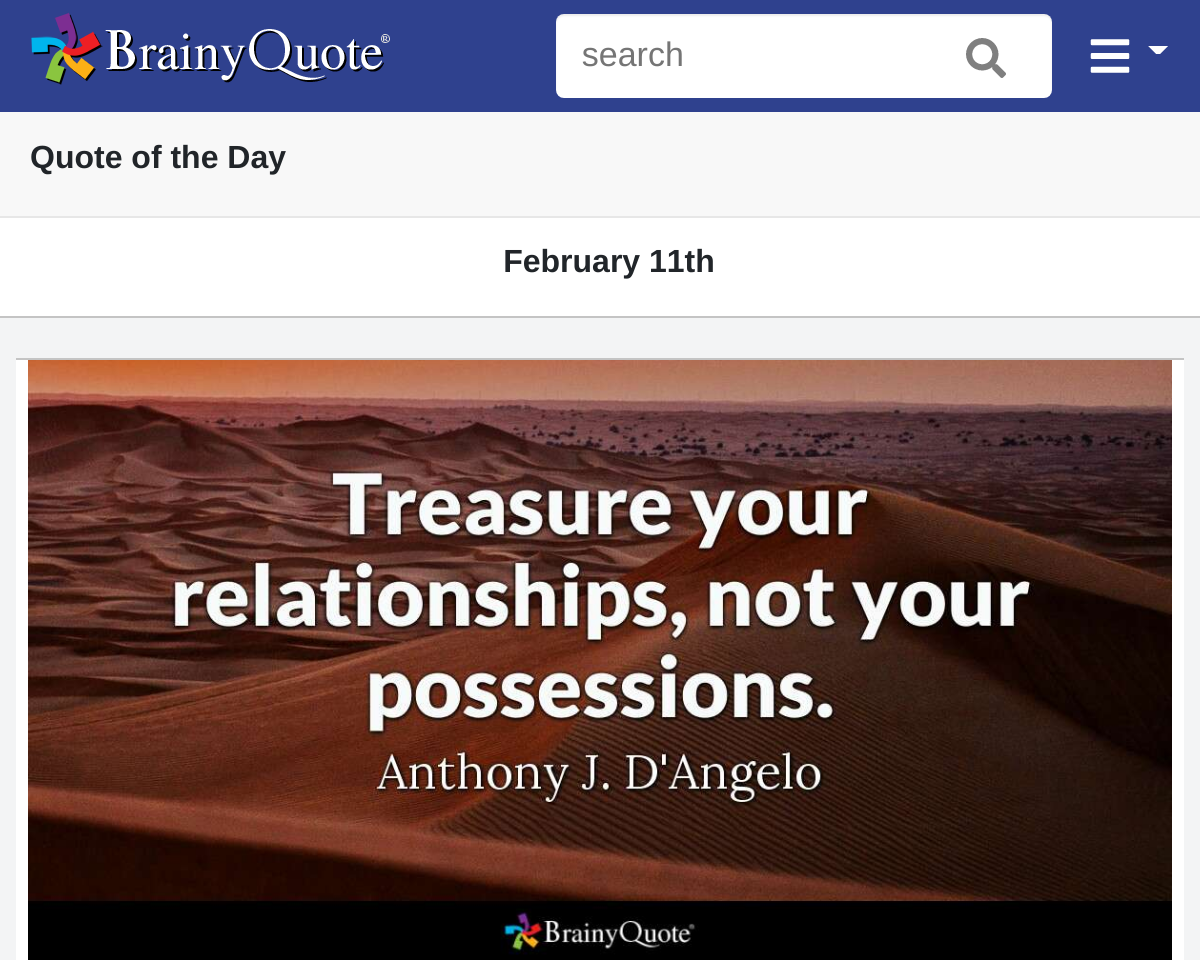 BrainyQuote®
search
Quote of the Day
February 11th
Treasure your
relationships, not your
possessions.
Anthony J. D'Angelo
BrainyQuote®